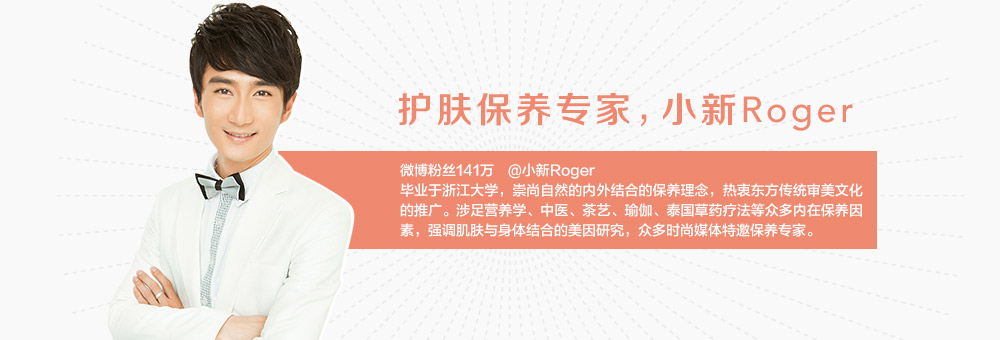 护肤保养专家，小新Roger
微博粉丝141万 @小新Roger
毕业于浙江大学，崇尚自然的内外结合的保养理念，热衷东方传统审美文化
的推广。涉足营养学、中医、茶艺、瑜伽、泰国草药疗法等众多内在保养因
素，强调肌肤与身体结合的美因研究，众多时尚媒体特邀保养专家。